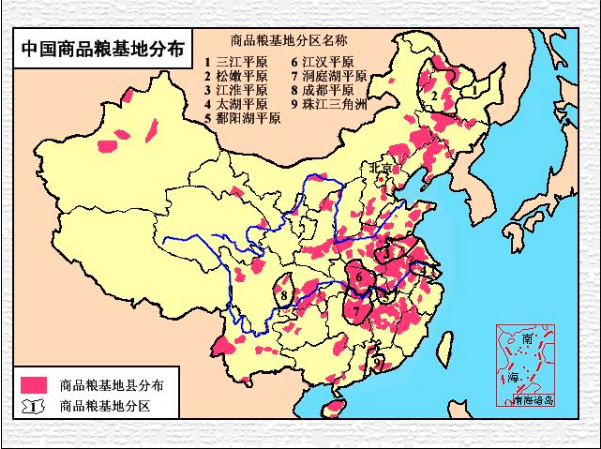 中国商品粮基地分布
商品粮基地分区名称
1 三江平原 6 江汉平原
2 松嫩平原 7 洞庭湖平原
3 江淮平原 8 成都平原
4 太湖平原 9 珠江三角洲
5 鄱阳湖平原
1
2
北京
3
4
5
6
7
8
9
南
海
南海诸岛
商品粮基地县分布
1 商品粮基地分区